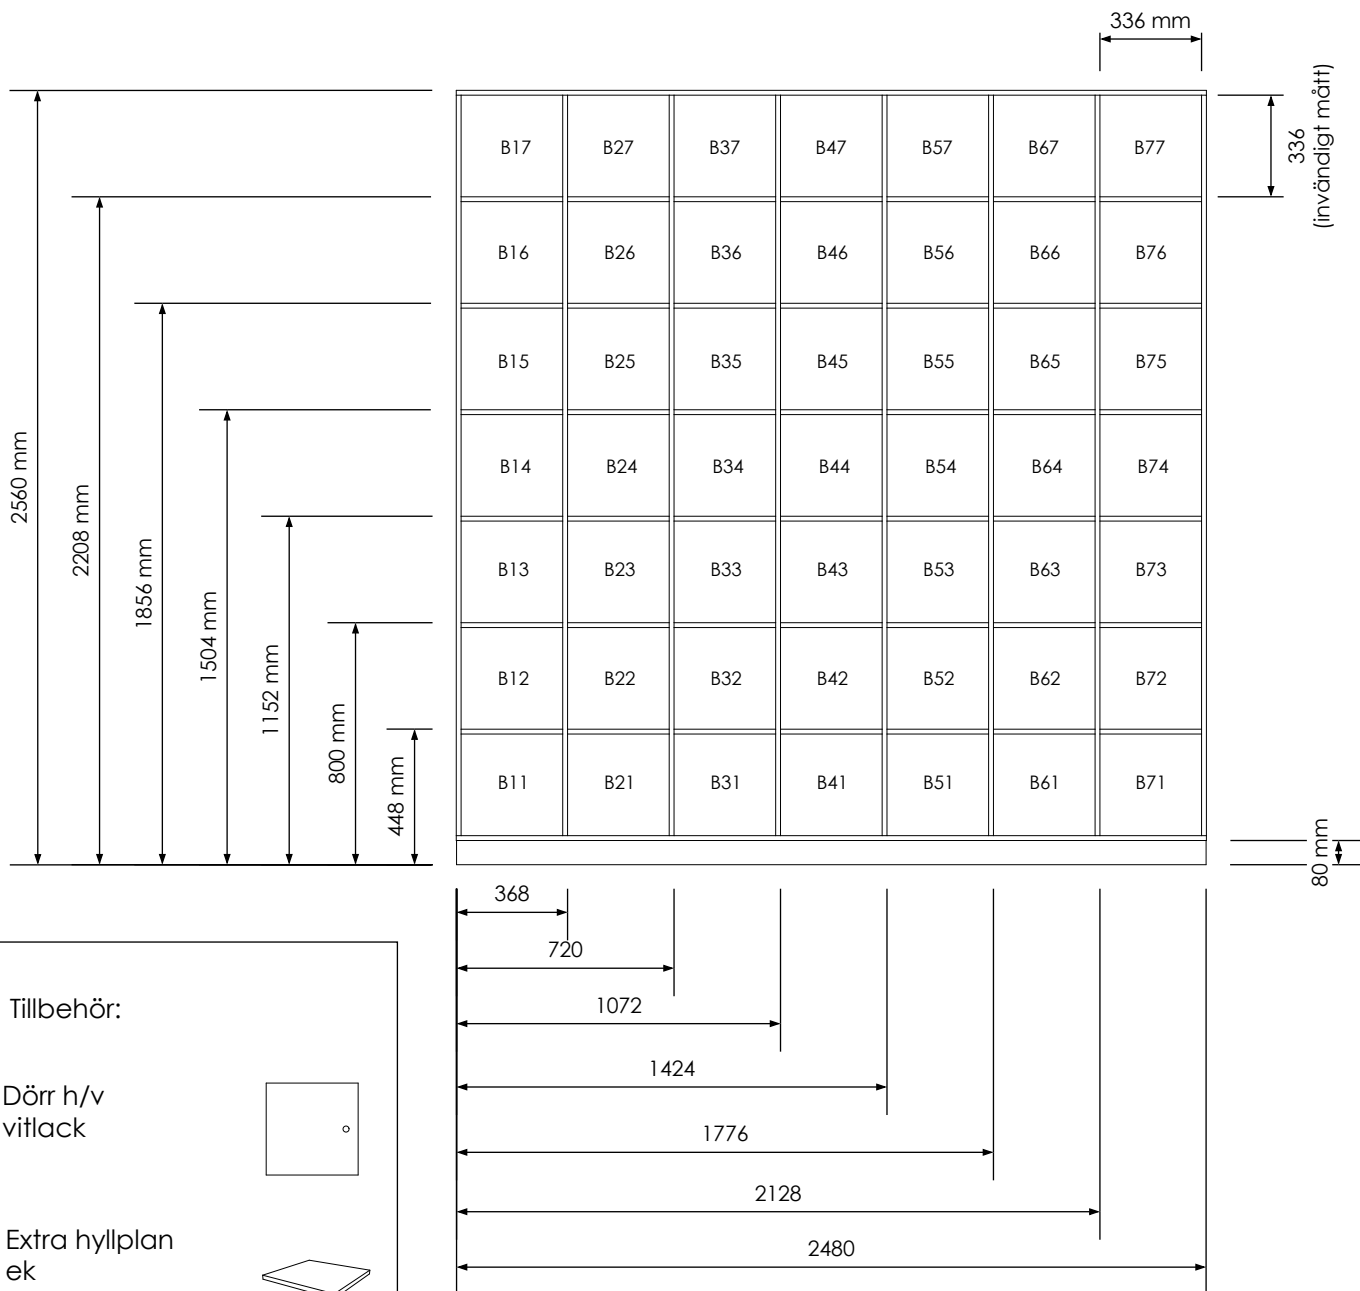 336 mm
336
(invändigt mått)
B17 B27 B37 B47 B57 B67 B77
B16 B26 B36 B46 B56 B66 B76
B15 B25 B35 B45 B55 B65 B75
B14 B24 B34 B44 B54 B64 B74
B13 B23 B33 B43 B53 B63 B73
B12 B22 B32 B42 B52 B62 B72
B11 B21 B31 B41 B51 B61 B71
2560 mm
2208 mm
1856 mm
1504 mm
1152 mm
800 mm
448 mm
80 mm
368
720
1072
1424
1776
2128
2480
Tillbehör:
Dörr h/v
vitlack
Extra hyllplan
ek